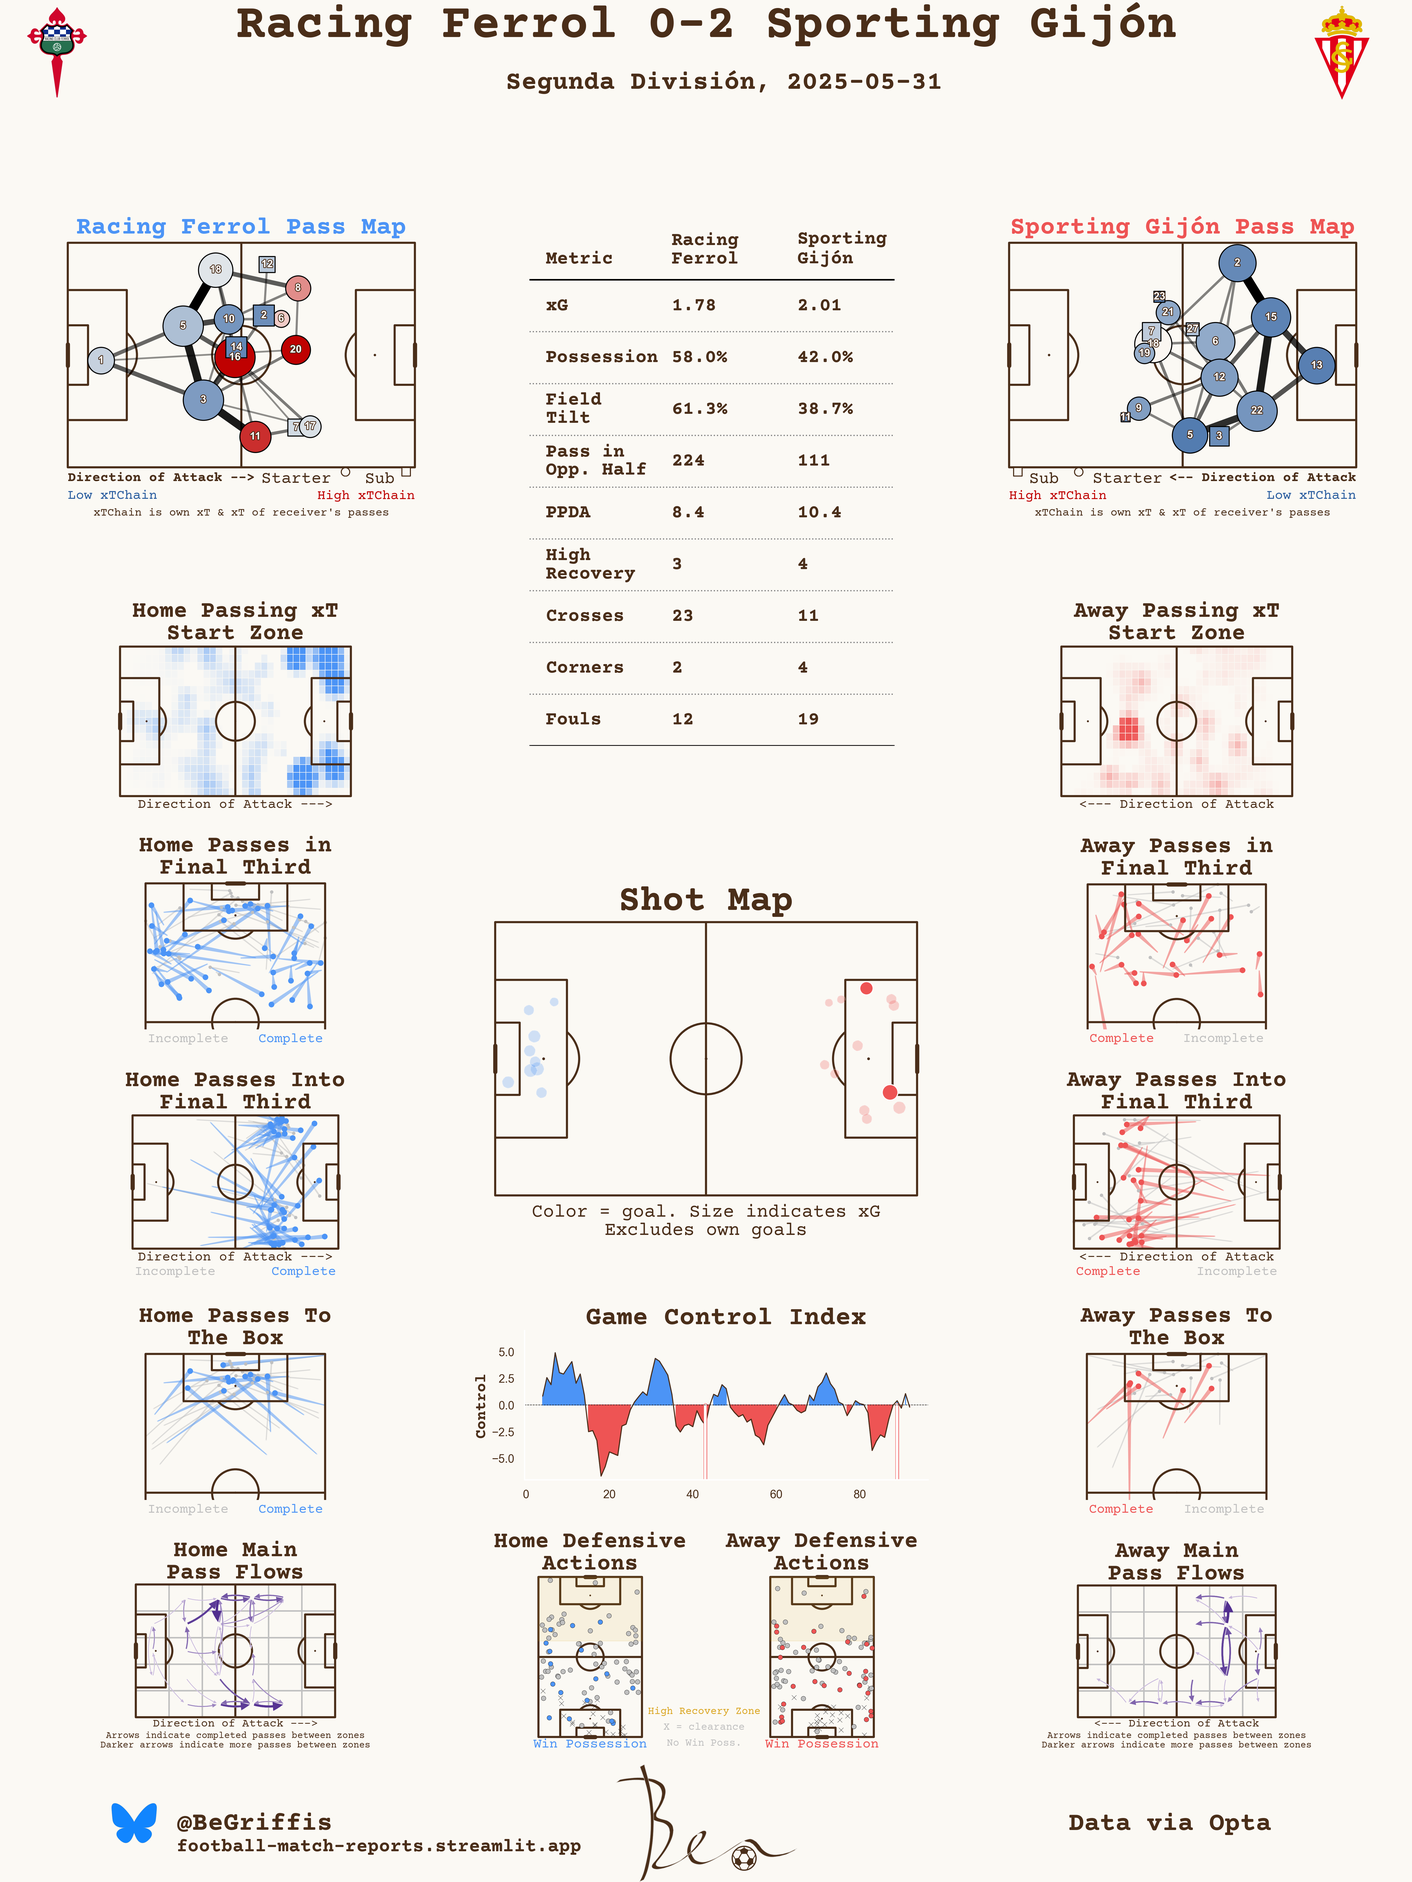 Racing Ferrol 0-2 Sporting Gijón
Segunda División, 2025-05-31
Racing Ferrol Pass Map
18
12
8
5
10
2
6
14
16
20
1
3
11
7
17
Direction of Attack -->
Starter
Sub
Low xTChain
High xTChain
xTChain is own xT & xT of receiver's passes
Metric
Racing Ferrol
Sporting Gijón
xG 1.78 2.01
Possession 58.0% 42.0%
Field Tilt 61.3% 38.7%
Pass in Opp. Half 224 111
PPDA 8.4 10.4
High Recovery 3 4
Crosses 23 11
Corners 2 4
Fouls 12 19
Sporting Gijón Pass Map
2
23
21
15
7
27
18
6
19
13
12
9
11
22
5
3
Sub
Starter
<-- Direction of Attack
High xTChain
Low xTChain
xTChain is own xT & xT of receiver's passes
Home Passing xT
Start Zone
Direction of Attack --->
Away Passing xT
Start Zone
<--- Direction of Attack
Home Passes in
Final Third
Incomplete
Complete
Away Passes in
Final Third
Complete
Incomplete
Shot Map
Color = goal. Size indicates xG
Excludes own goals
Home Passes Into
Final Third
Direction of Attack --->
Incomplete
Complete
Away Passes Into
Final Third
<--- Direction of Attack
Complete
Incomplete
Home Passes To
The Box
Incomplete
Complete
Game Control Index
Control
5.0
2.5
0.0
−2.5
−5.0
0
20
40
60
80
Away Passes To
The Box
Complete
Incomplete
Home Main
Pass Flows
Direction of Attack --->
Arrows indicate completed passes between zones
Darker arrows indicate more passes between zones
Home Defensive
Actions
Win Possession
High Recovery Zone
X = clearance
No Win Poss.
Away Defensive
Actions
Win Possession
Away Main
Pass Flows
<--- Direction of Attack
Arrows indicate completed passes between zones
Darker arrows indicate more passes between zones
@BeGriffis
football-match-reports.streamlit.app
Ben
Data via Opta